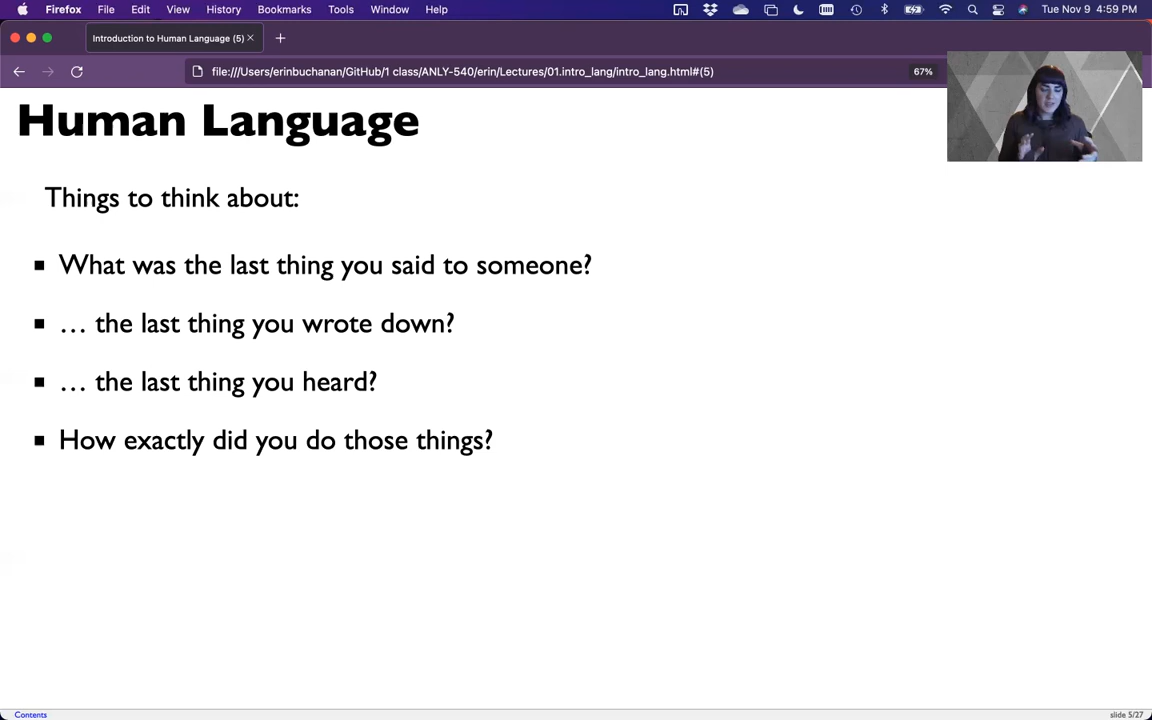 Firefox File Edit View History Bookmarks Tools Window Help Tue Nov 9 4:59 PM
Introduction to Human Language (5)
file:///Users/erinbuchanan/GitHub/1 class/ANLY-540/erin/Lectures/01.intro_lang/intro_lang.html#(5) 67%
Human Language
Things to think about:
What was the last thing you said to someone?
… the last thing you wrote down?
… the last thing you heard?
How exactly did you do those things?
Contents slide 5/27